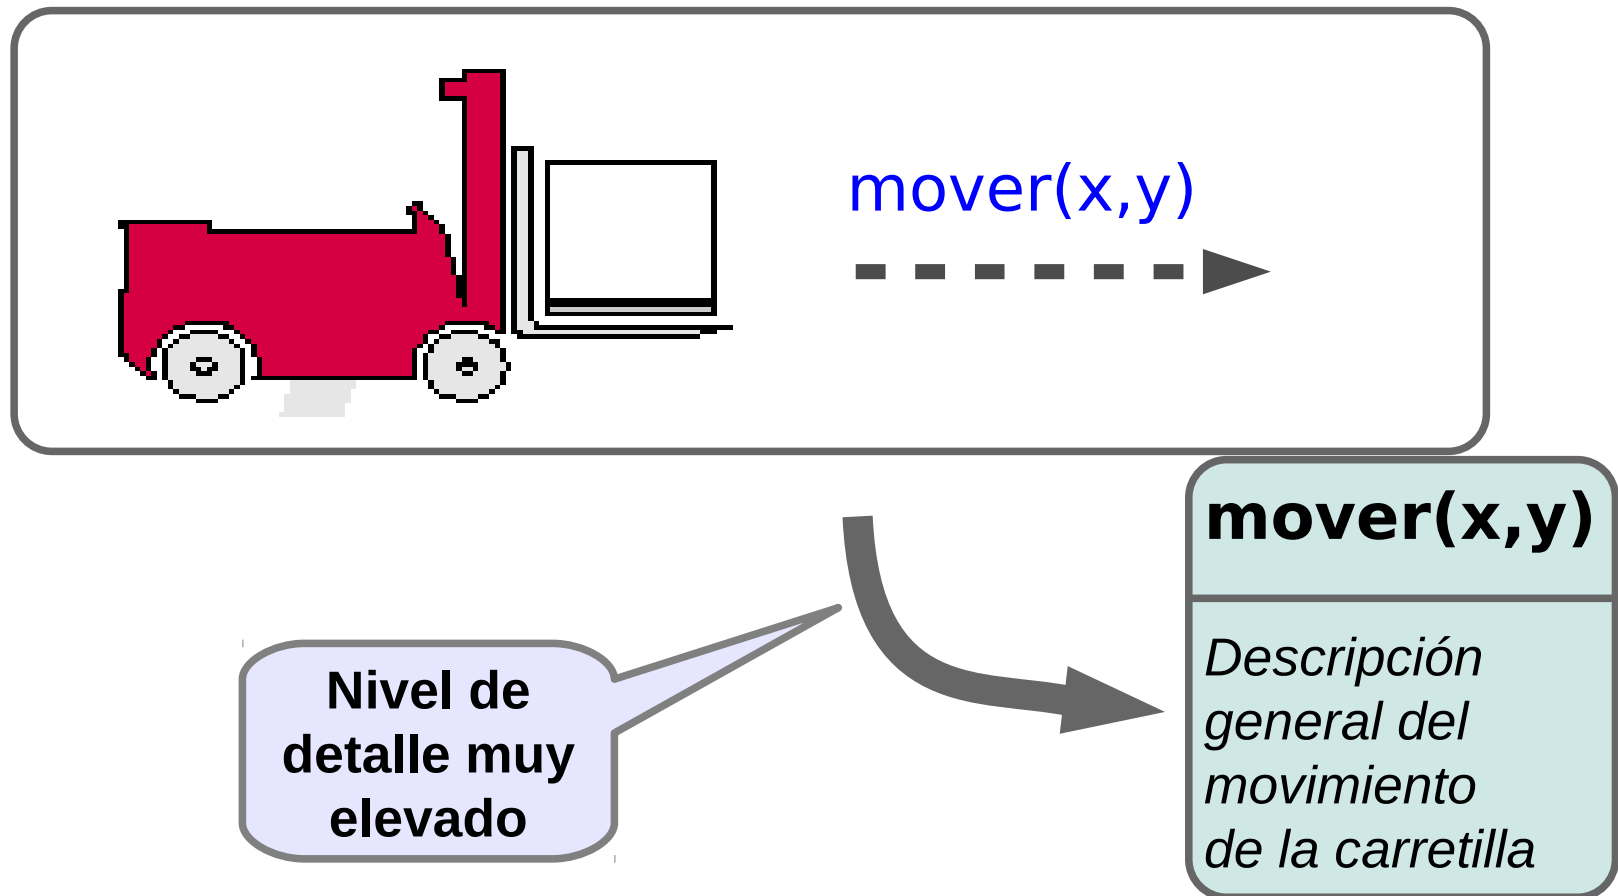 mover(x,y)
mover(x,y)
Descripción
general del
movimiento
de la carretilla
Nivel de
detalle muy
elevado